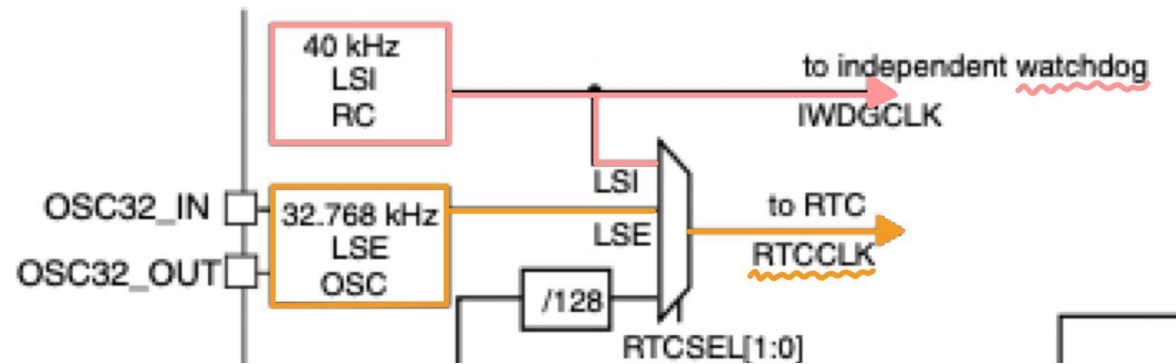 40 kHz
LSI
RC
to independent watchdog
IWDGCLK
LSI
OSC32_IN
32.768 kHz
LSE
OSC
OSC32_OUT
LSE
to RTC
RTCCLK
/128
RTCSEL[1:0]